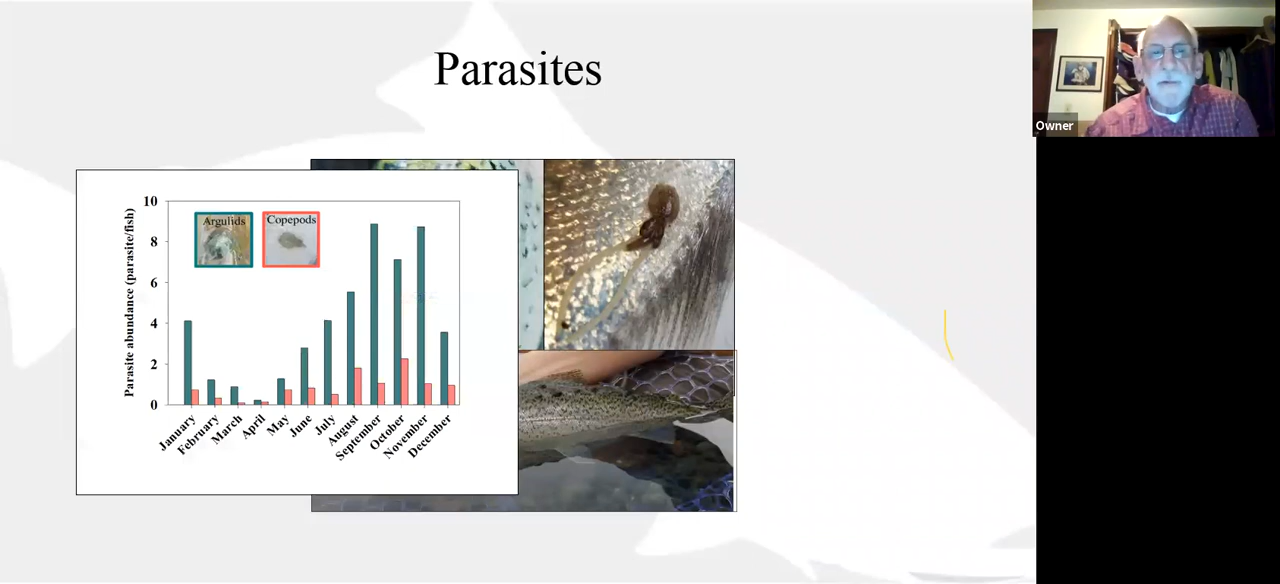 Parasites
Owner
Parasite abundance (parasite/fish)
10
8
6
4
2
0
Argulids
Copepods
January
February
March
April
May
June
July
August
September
October
November
December